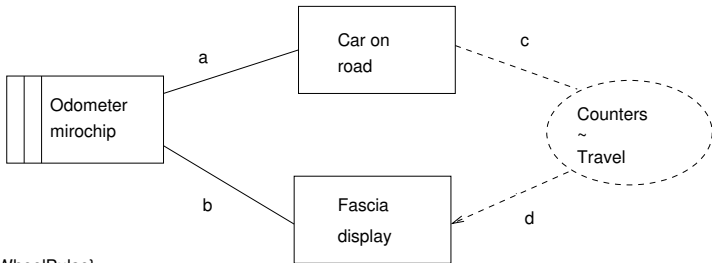 a
Car on
road
c
Odometer
mirochip
Counters
~
Travel
b
Fascia
display
d